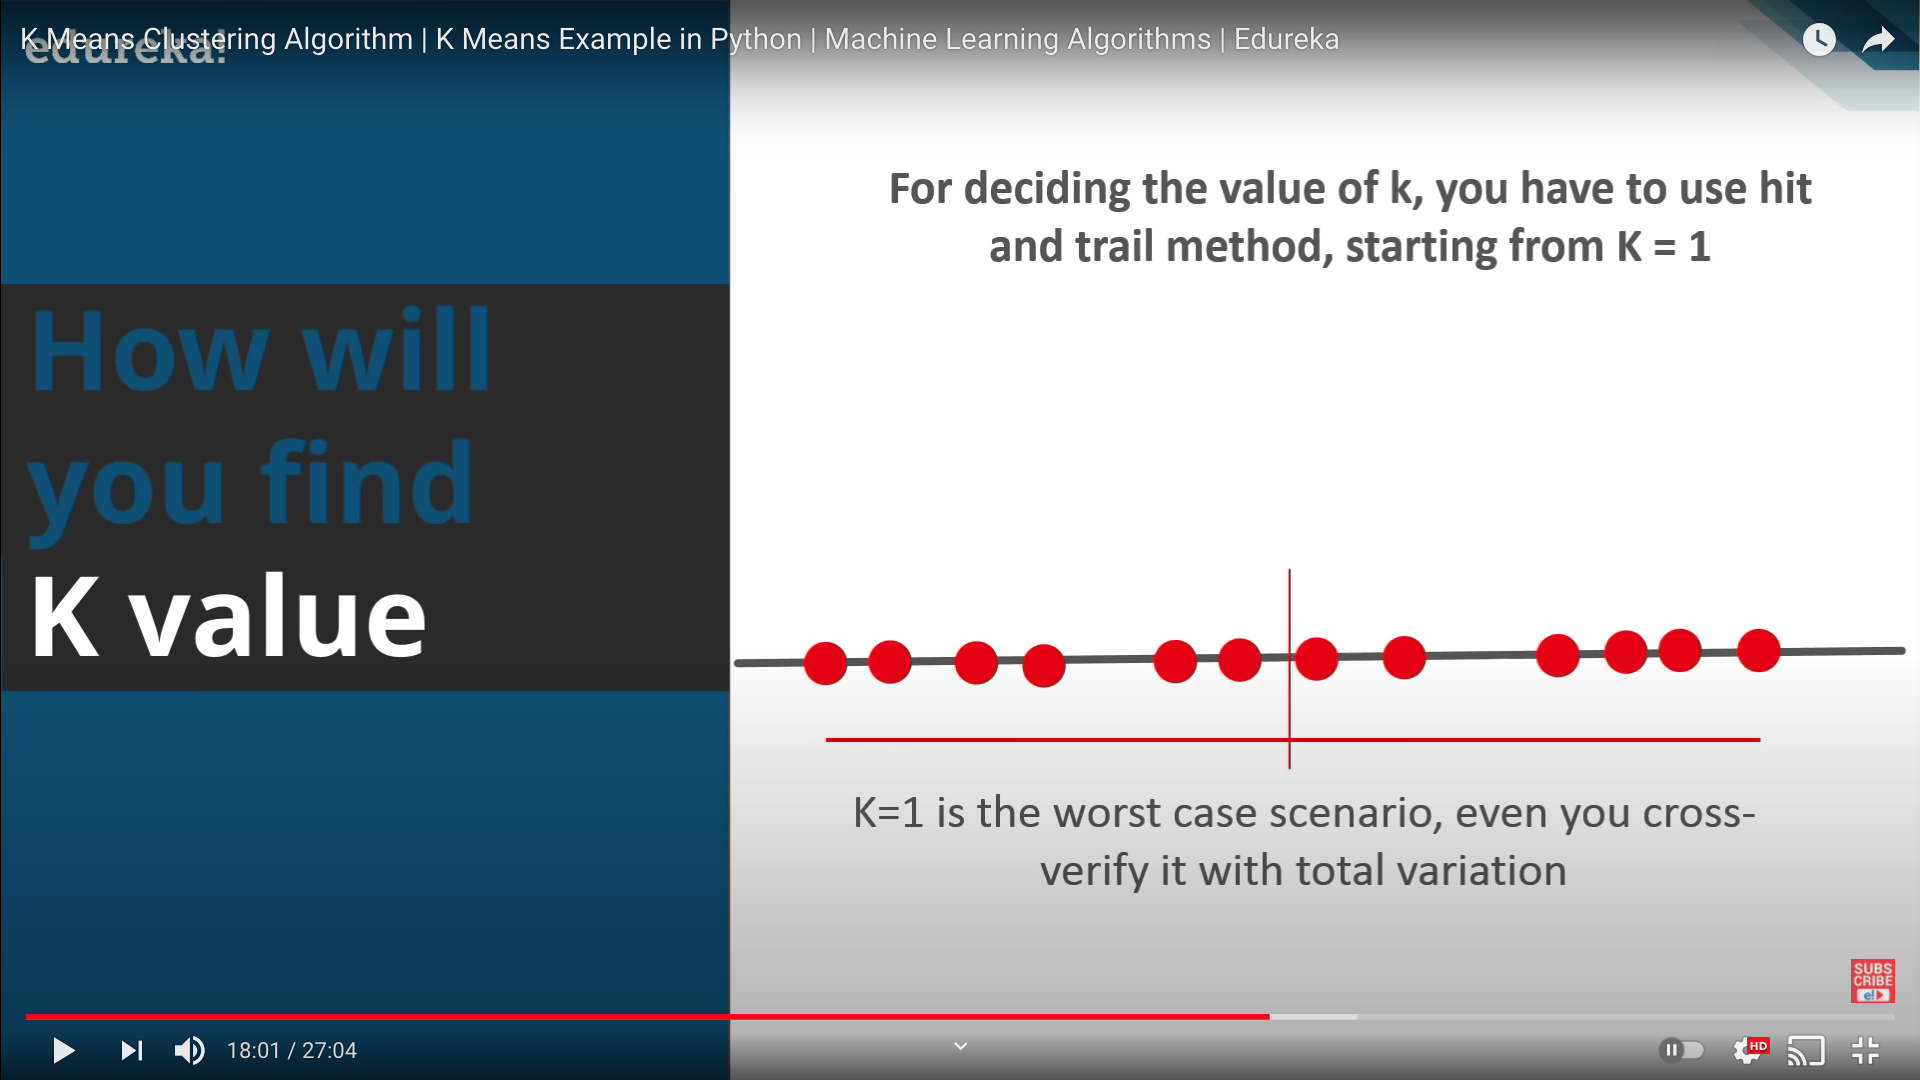 K Means Clustering Algorithm | K Means Example in Python | Machine Learning Algorithms | Edureka
edureka!
For deciding the value of k, you have to use hit
and trail method, starting from K = 1
How will
you find
K value
K=1 is the worst case scenario, even you cross-
verify it with total variation
SUBS
CRIBE
e!
18:01 / 27:04
HD